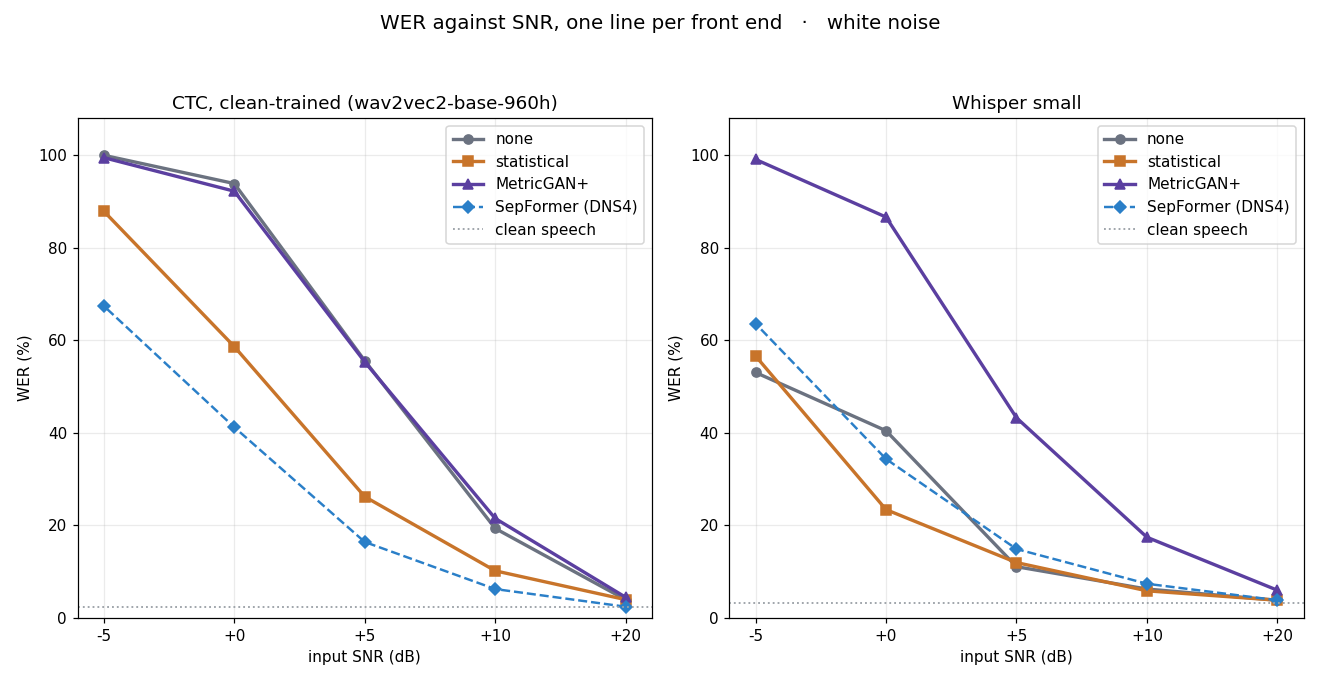 WER against SNR, one line per front end · white noise
CTC, clean-trained (wav2vec2-base-960h)
none
statistical
MetricGAN+
SepFormer (DNS4)
clean speech
WER (%)
100
80
60
40
20
0
-5 +0 +5 +10 +20
input SNR (dB)
Whisper small
none
statistical
MetricGAN+
SepFormer (DNS4)
clean speech
WER (%)
100
80
60
40
20
0
-5 +0 +5 +10 +20
input SNR (dB)